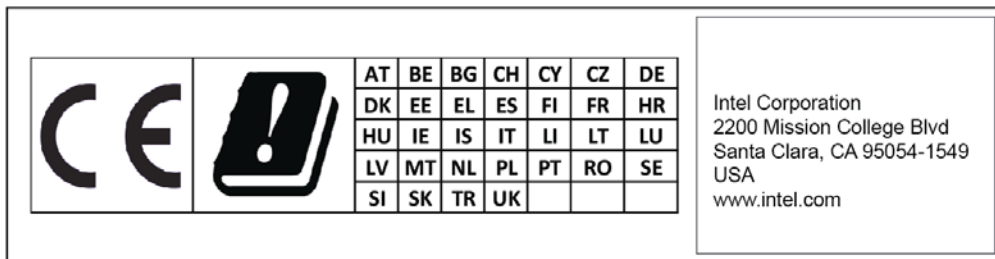 CE
!
AT BE BG CH CY CZ DE
DK EE EL ES FI FR HR
HU IE IS IT LI LT LU
LV MT NL PL PT RO SE
SI SK TR UK
Intel Corporation
2200 Mission College Blvd
Santa Clara, CA 95054-1549
USA
www.intel.com